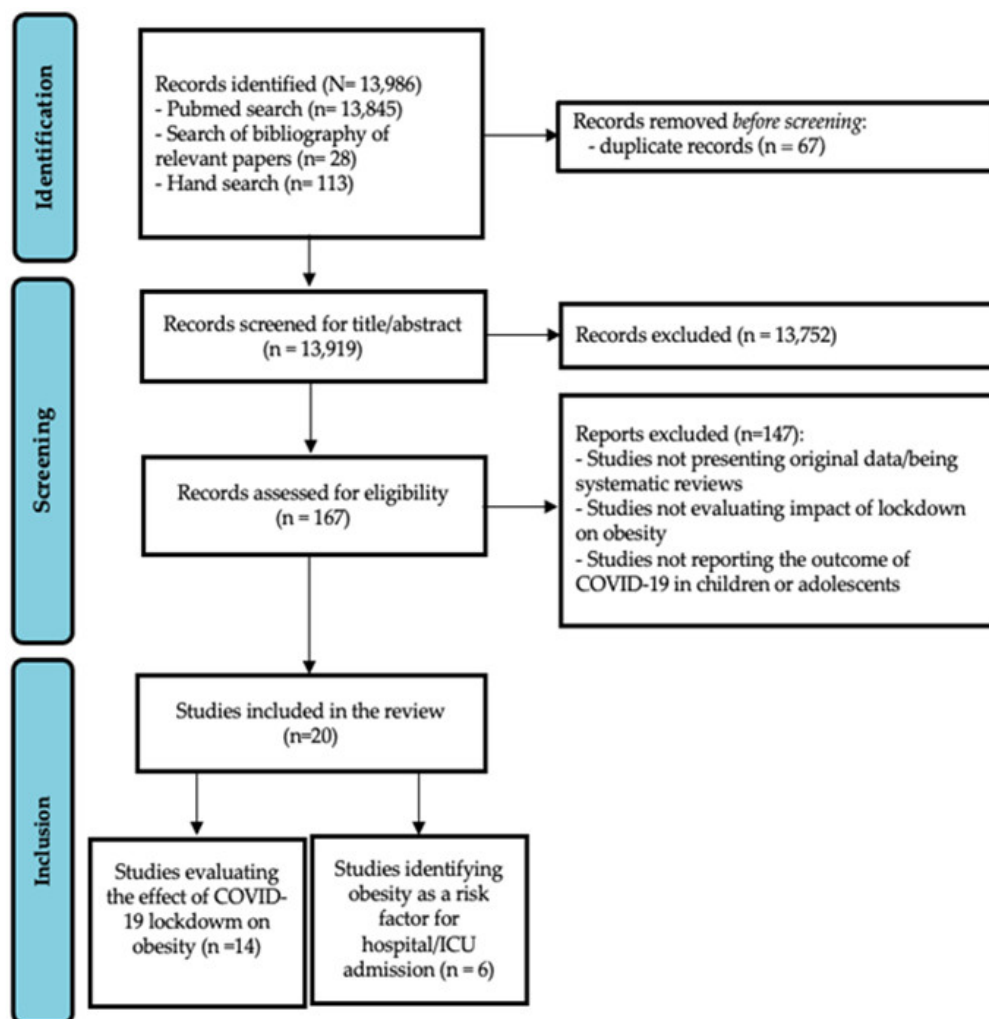 Identification
Records identified (N= 13,986)
- Pubmed search (n= 13,845)
- Search of bibliography of
relevant papers (n= 28)
- Hand search (n= 113)
Records removed before screening:
- duplicate records (n = 67)
Screening
Records screened for title/abstract
(n = 13,919)
Records excluded (n = 13,752)
Records assessed for eligibility
(n = 167)
Reports excluded (n=147):
- Studies not presenting original data/being
systematic reviews
- Studies not evaluating impact of lockdown
on obesity
- Studies not reporting the outcome of
COVID-19 in children or adolescents
Inclusion
Studies included in the review
(n=20)
Studies evaluating
the effect of COVID-
19 lockdowm on
obesity (n =14)
Studies identifying
obesity as a risk
factor for
hospital/ICU
admission (n = 6)